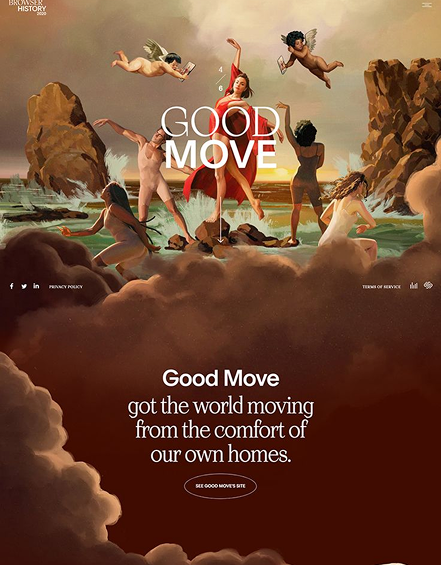 BROWSER
HISTORY
2020
4
6
GOOD
MOVE
PRIVACY POLICY
TERMS OF SERVICE
Good Move
got the world moving
from the comfort of
our own homes.
SEE GOOD MOVE'S SITE